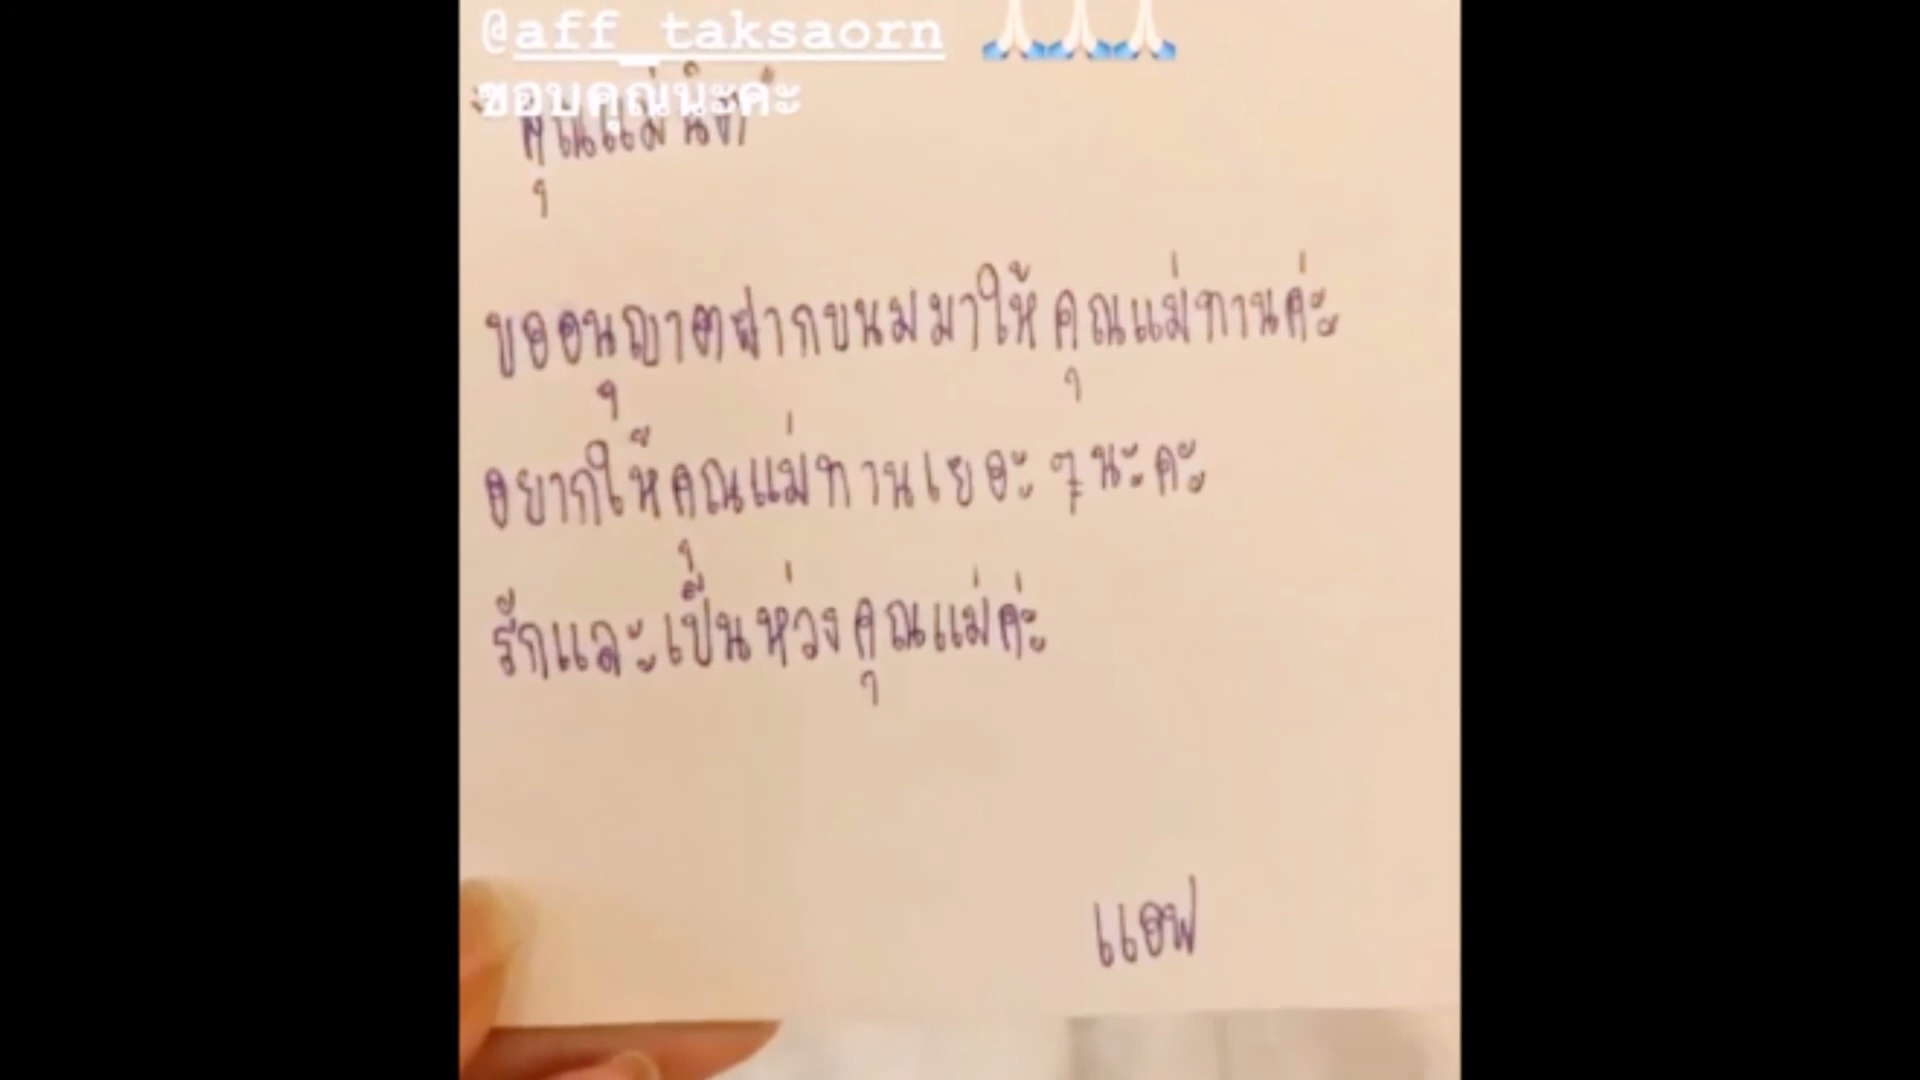 @aff_taksaorn 🙏🏻🙏🏻🙏🏻
ขอบคุณนะคะ
คุณแม่นิด
ขออนุญาตฝากขนมมาให้คุณแม่ทานค่ะ
อยากให้คุณแม่ทานเยอะๆนะคะ
รักและเป็นห่วงคุณแม่ค่ะ
แอฟ